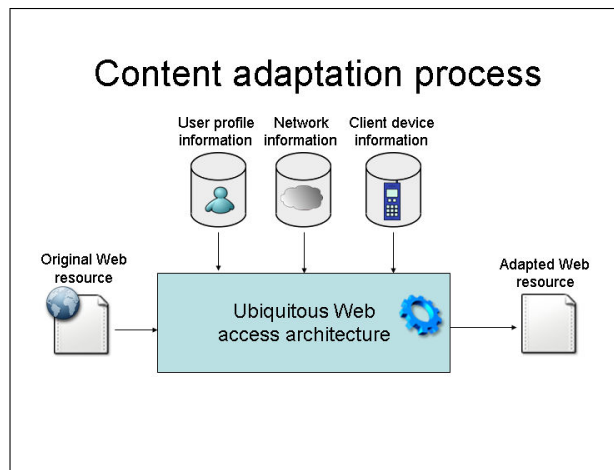 Content adaptation process
User profile
information
Network
information
Client device
information
Original Web
resource
Ubiquitous Web
access architecture
Adapted Web
resource